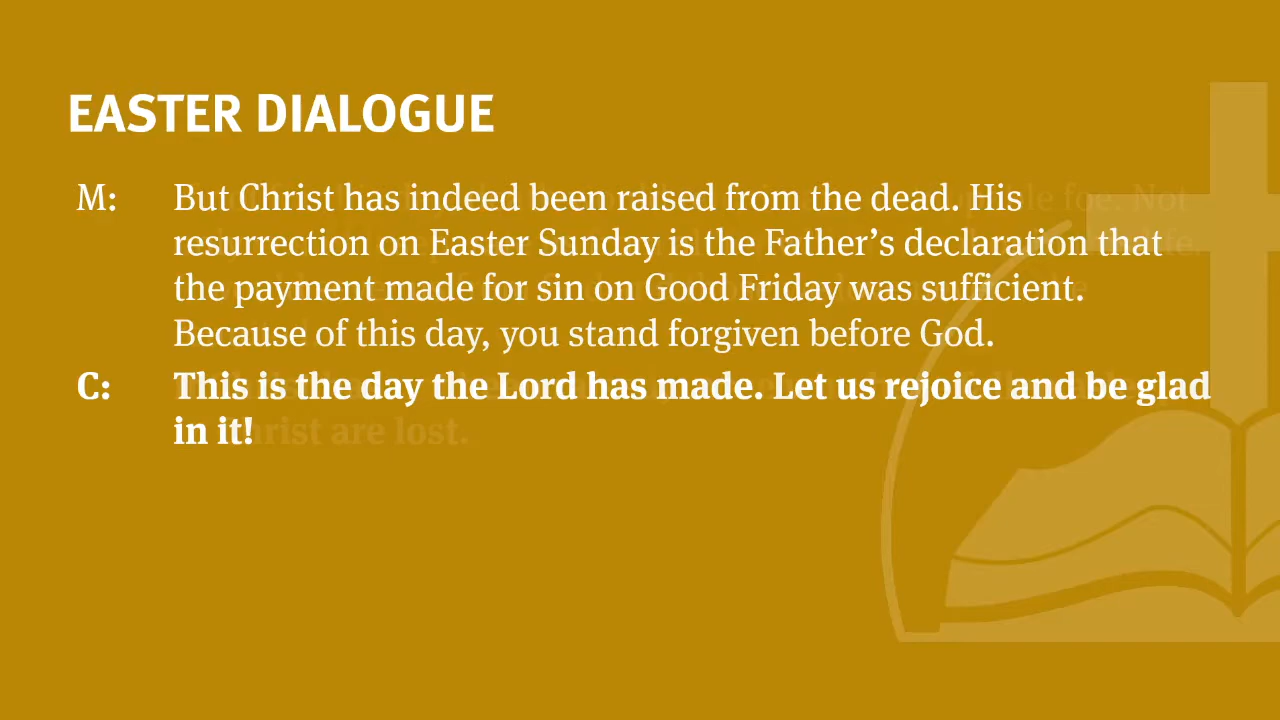 EASTER DIALOGUE
M: But Christ has indeed been raised from the dead. His
resurrection on Easter Sunday is the Father’s declaration that
the payment made for sin on Good Friday was sufficient.
Because of this day, you stand forgiven before God.
C: This is the day the Lord has made. Let us rejoice and be glad
in it!